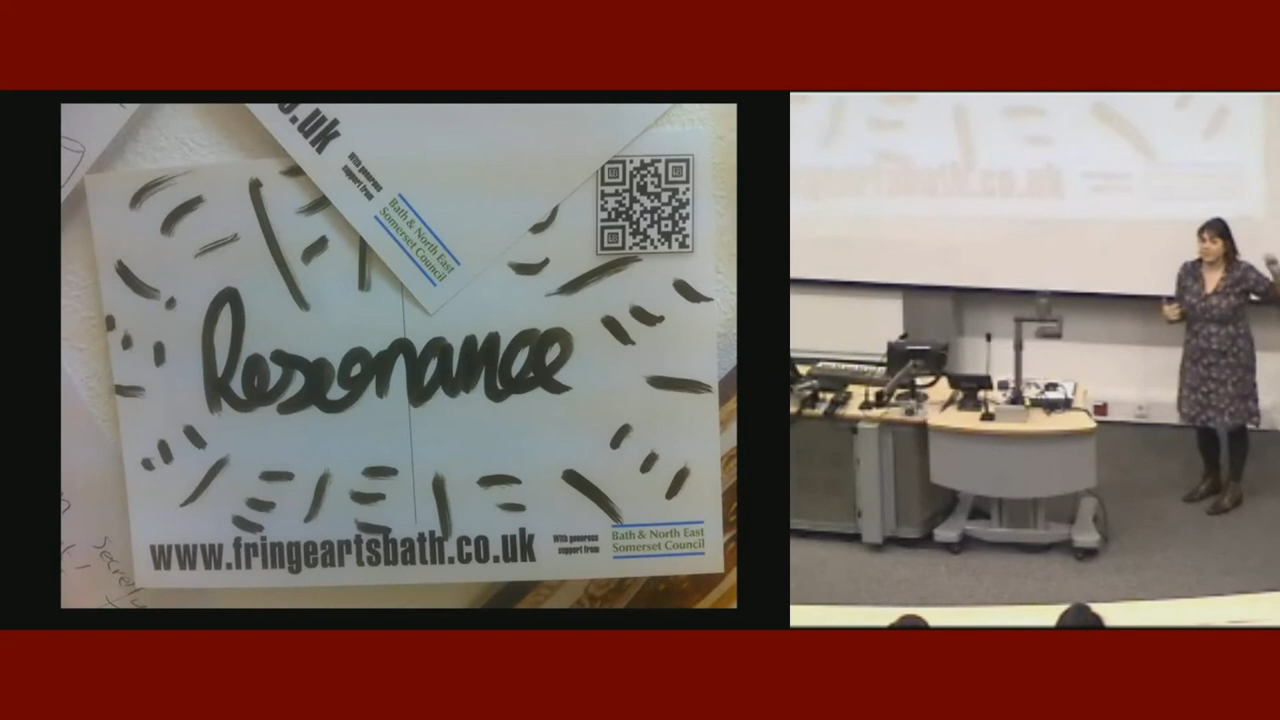 o.uk
With generous
support from
Bath & North East
Somerset Council
Resonance
www.fringeartsbath.co.uk
With generous
support from
Bath & North East
Somerset Council